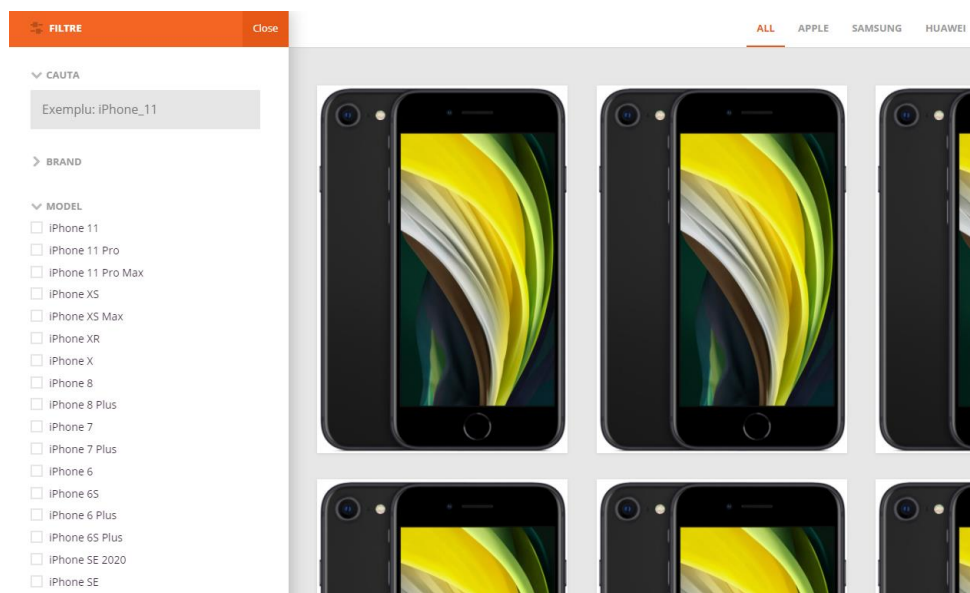 FILTRE Close
ALL APPLE SAMSUNG HUAWEI
CAUTA
Exemplu: iPhone_11
BRAND
MODEL
iPhone 11
iPhone 11 Pro
iPhone 11 Pro Max
iPhone XS
iPhone XS Max
iPhone XR
iPhone X
iPhone 8
iPhone 8 Plus
iPhone 7
iPhone 7 Plus
iPhone 6
iPhone 6S
iPhone 6 Plus
iPhone 6S Plus
iPhone SE 2020
iPhone SE